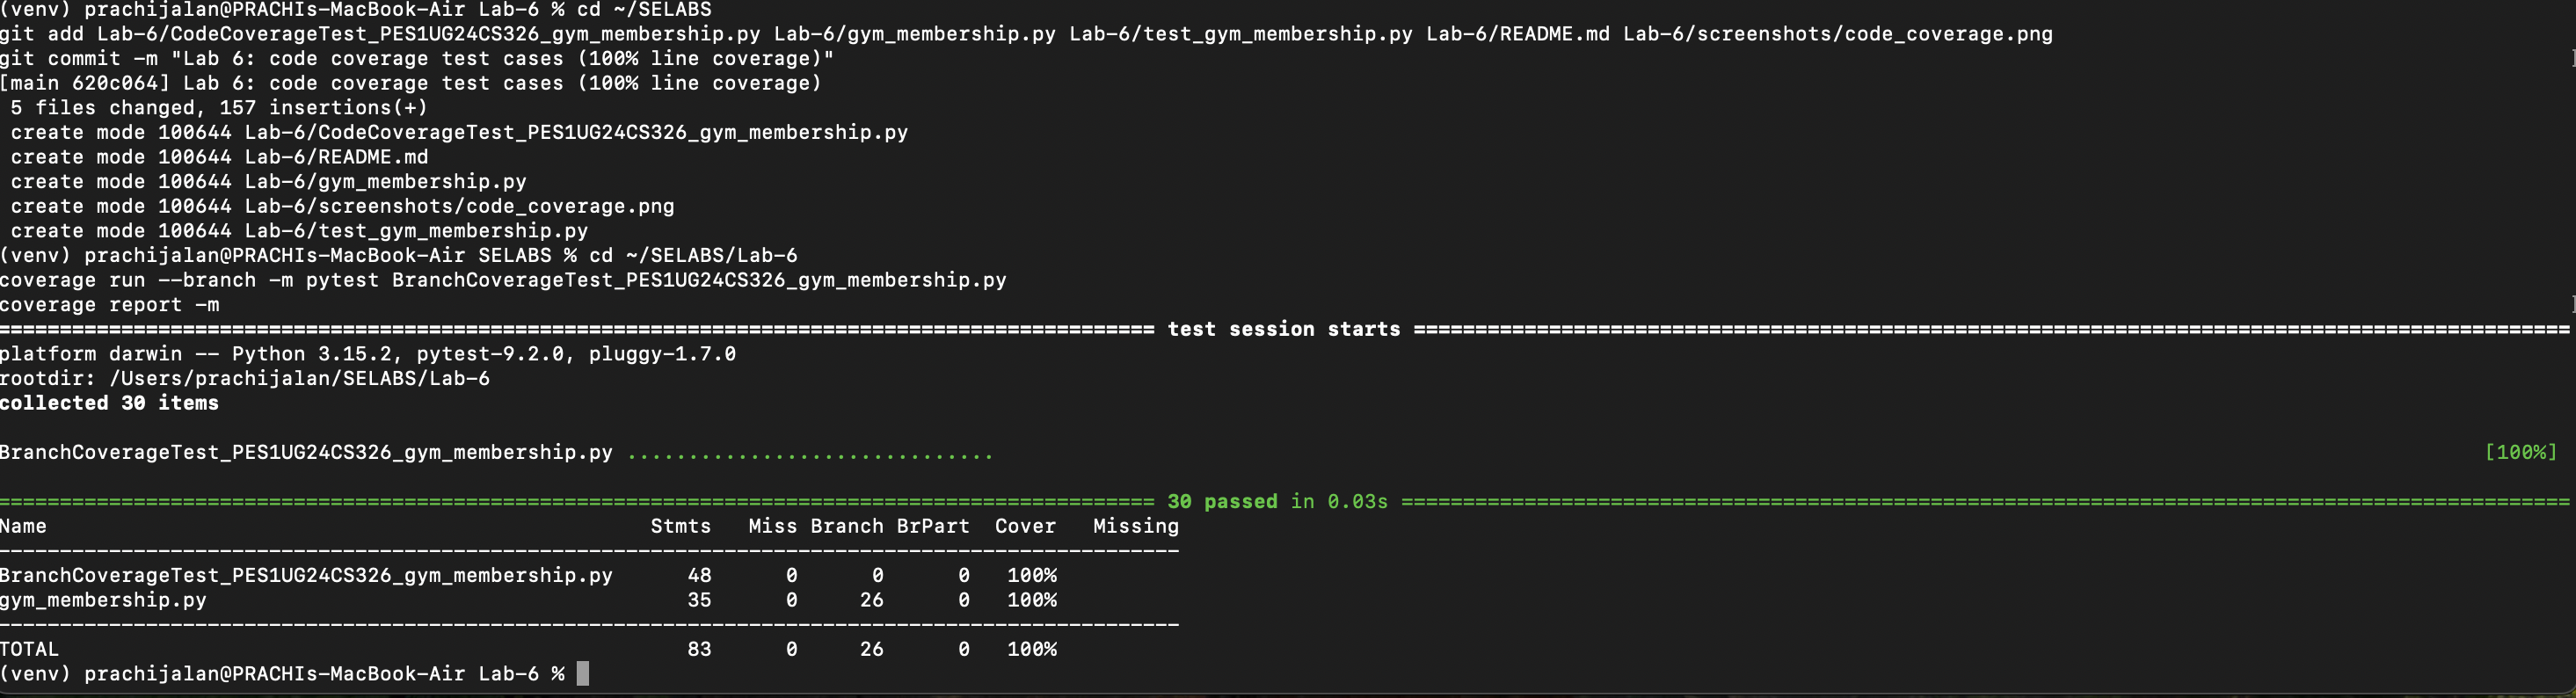 (venv) prachijalan@PRACHIs-MacBook-Air Lab-6 % cd ~/SELABS
git add Lab-6/CodeCoverageTest_PES1UG24CS326_gym_membership.py Lab-6/gym_membership.py Lab-6/test_gym_membership.py Lab-6/README.md Lab-6/screenshots/code_coverage.png
git commit -m "Lab 6: code coverage test cases (100% line coverage)"
[main 620c064] Lab 6: code coverage test cases (100% line coverage)
 5 files changed, 157 insertions(+)
 create mode 100644 Lab-6/CodeCoverageTest_PES1UG24CS326_gym_membership.py
 create mode 100644 Lab-6/README.md
 create mode 100644 Lab-6/gym_membership.py
 create mode 100644 Lab-6/screenshots/code_coverage.png
 create mode 100644 Lab-6/test_gym_membership.py
(venv) prachijalan@PRACHIs-MacBook-Air SELABS % cd ~/SELABS/Lab-6
coverage run --branch -m pytest BranchCoverageTest_PES1UG24CS326_gym_membership.py
coverage report -m
=============================== test session starts ===============================
platform darwin -- Python 3.15.2, pytest-9.2.0, pluggy-1.7.0
rootdir: /Users/prachijalan/SELABS/Lab-6
collected 30 items
BranchCoverageTest_PES1UG24CS326_gym_membership.py .............................. [100%]
=============================== 30 passed in 0.03s ===============================
Name Stmts Miss Branch BrPart Cover Missing
--------------------------------------------------------------------------------
BranchCoverageTest_PES1UG24CS326_gym_membership.py 48 0 0 0 100%
gym_membership.py 35 0 26 0 100%
--------------------------------------------------------------------------------
TOTAL 83 0 26 0 100%
(venv) prachijalan@PRACHIs-MacBook-Air Lab-6 %